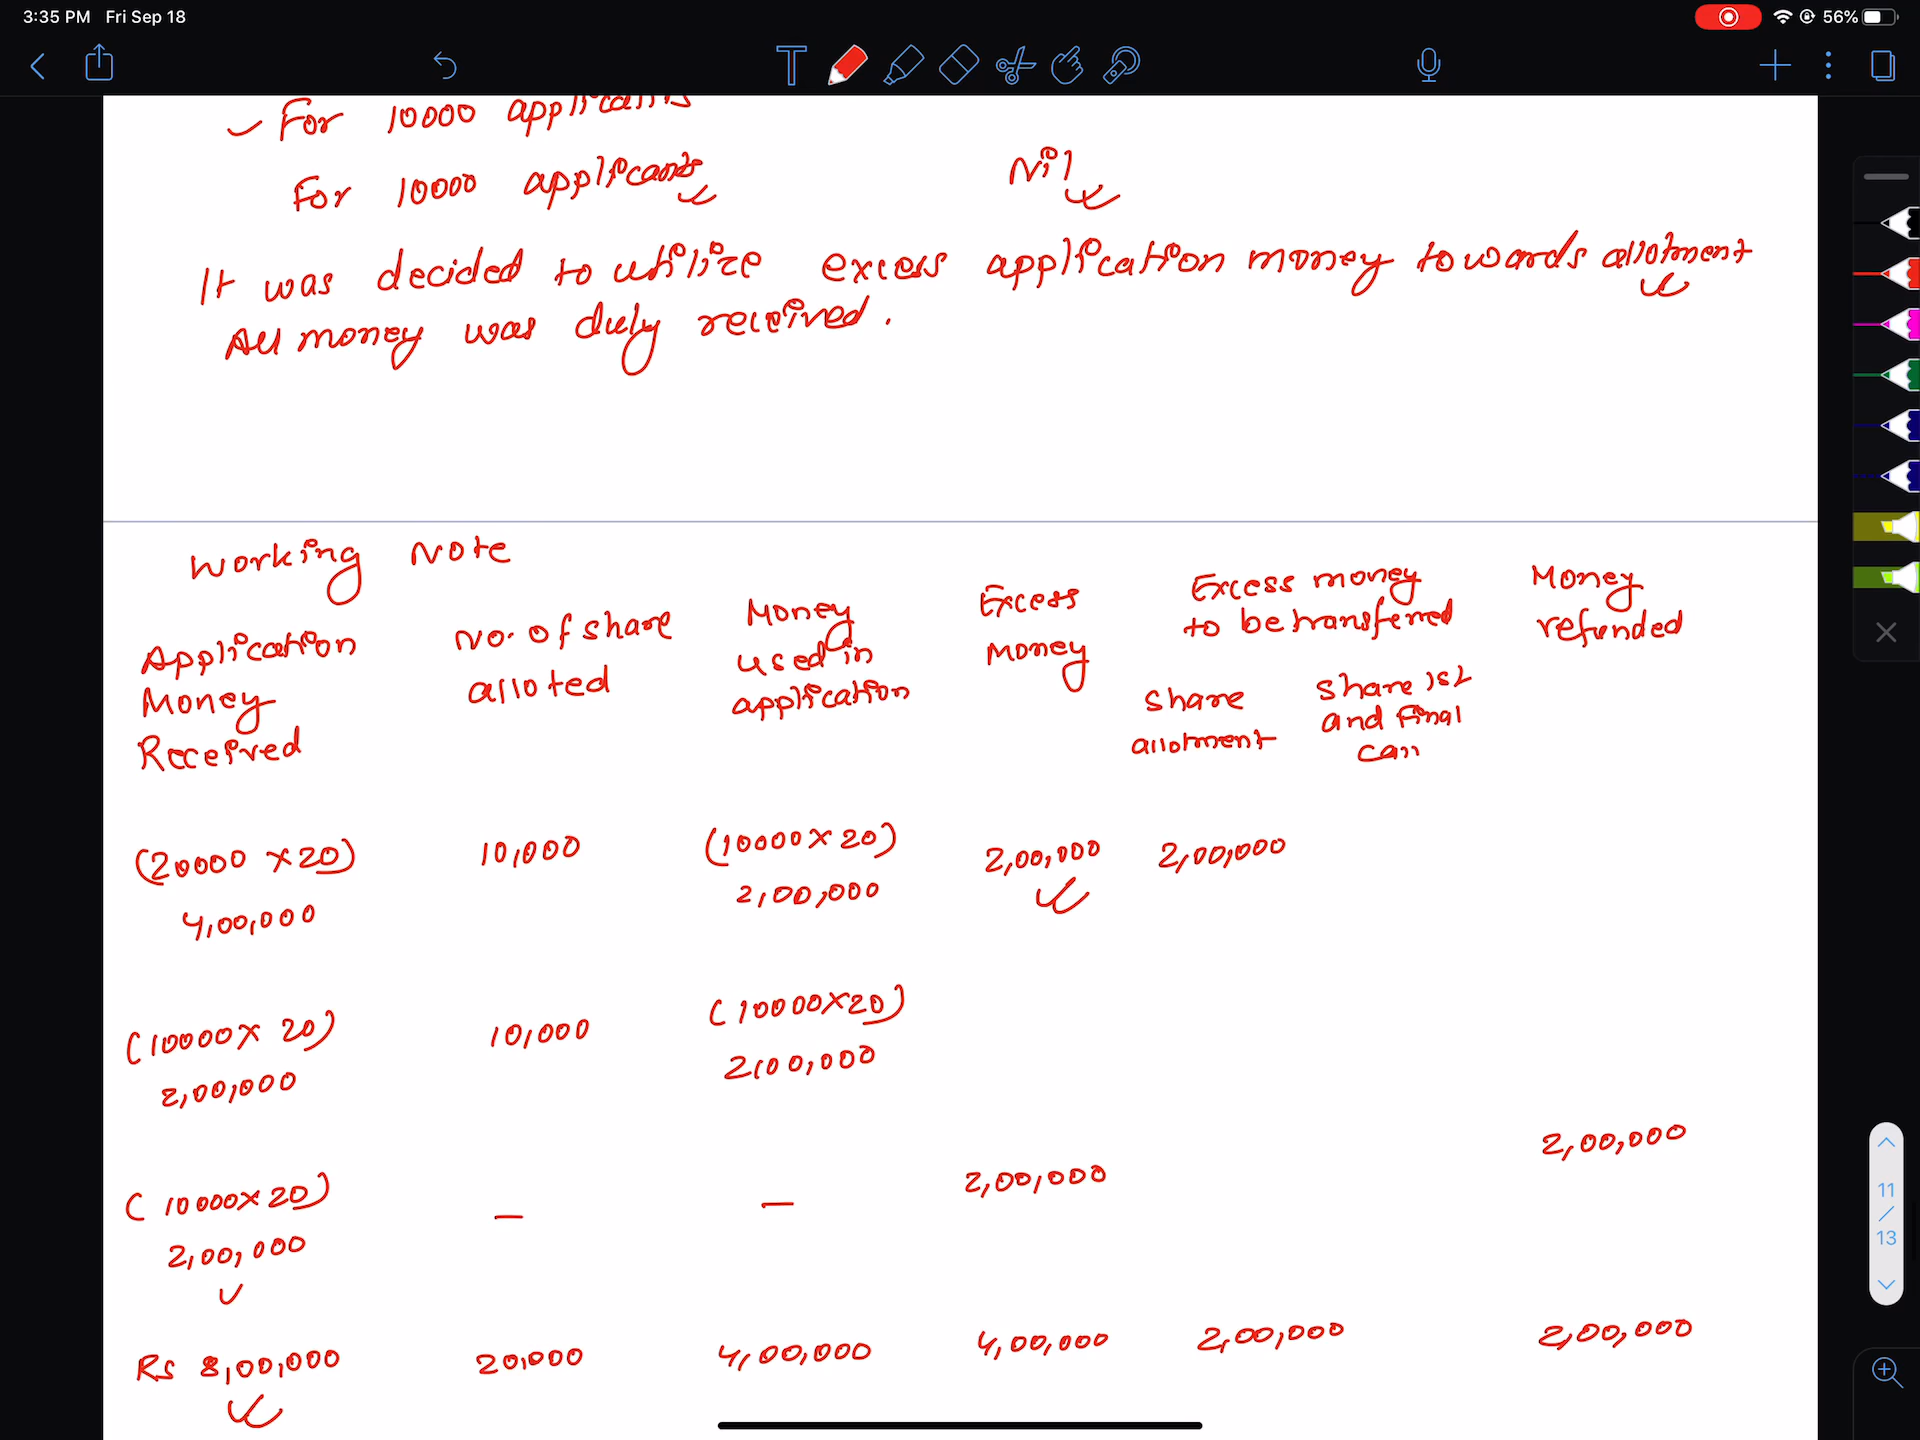 3:35 PM Fri Sep 18
56%
For 10000 applicants
For 10000 applicants Nil
It was decided to utilize excess application money towards allotment
All money was duly received.
Working Note
Application Money Received
No. of share alloted
Money used in application
Excess Money
Excess money to be transferred
Share allotment
Share 1st and final call
Money refunded
(20000 x 20) 10,000 (10000 x 20) 2,00,000 2,00,000
4,00,000 2,00,000
(10000 x 20) 10,000 (10000 x 20)
2,00,000 2,00,000
(10000 x 20) — — 2,00,000 2,00,000
2,00,000
Rs 8,00,000 20,000 4,00,000 4,00,000 2,00,000 2,00,000
11
/
13